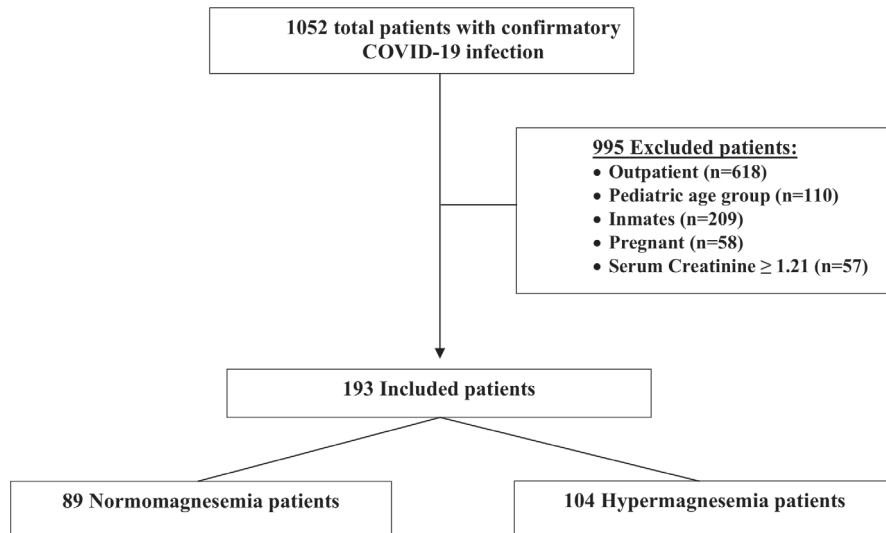 1052 total patients with confirmatory
COVID-19 infection
995 Excluded patients:
• Outpatient (n=618)
• Pediatric age group (n=110)
• Inmates (n=209)
• Pregnant (n=58)
• Serum Creatinine ≥ 1.21 (n=57)
193 Included patients
89 Normomagnesemia patients
104 Hypermagnesemia patients